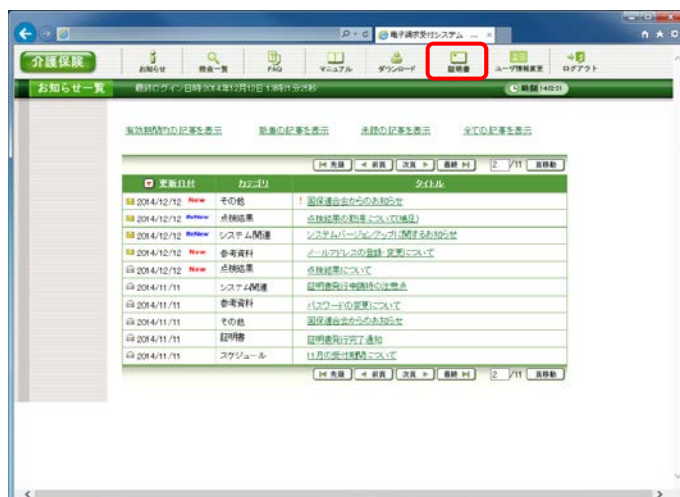 電子請求受付システム ...
介護保険
お知らせ 照会一覧 FAQ マニュアル ダウンロード 証明書 ユーザ情報変更 ログアウト
お知らせ一覧 最終ログイン日時 2014年12月12日 13時21分25秒 時刻
有効期間内の記事を表示 新着の記事を表示 未読の記事を表示 全ての記事を表示
先頭 前頁 次頁 最終 2 /11 頁移動
更新日付 カテゴリ タイトル
2014/12/12 New その他 ! 国保連合会からのお知らせ
2014/12/12 ReNew 点検結果 点検結果の効率について(補足)
2014/12/12 ReNew システム関連 システムバージョンアップに関するお知らせ
2014/12/12 New 参考資料 メールアドレスの登録・変更について
2014/12/12 New 点検結果 点検結果について
2014/11/11 システム関連 証明書発行申請時の注意点
2014/11/11 参考資料 パスワードの変更について
2014/11/11 その他 国保連合会からのお知らせ
2014/11/11 証明書 証明書発行完了通知
2014/11/11 スケジュール 11月の受付期間について
先頭 前頁 次頁 最終 2 /11 頁移動